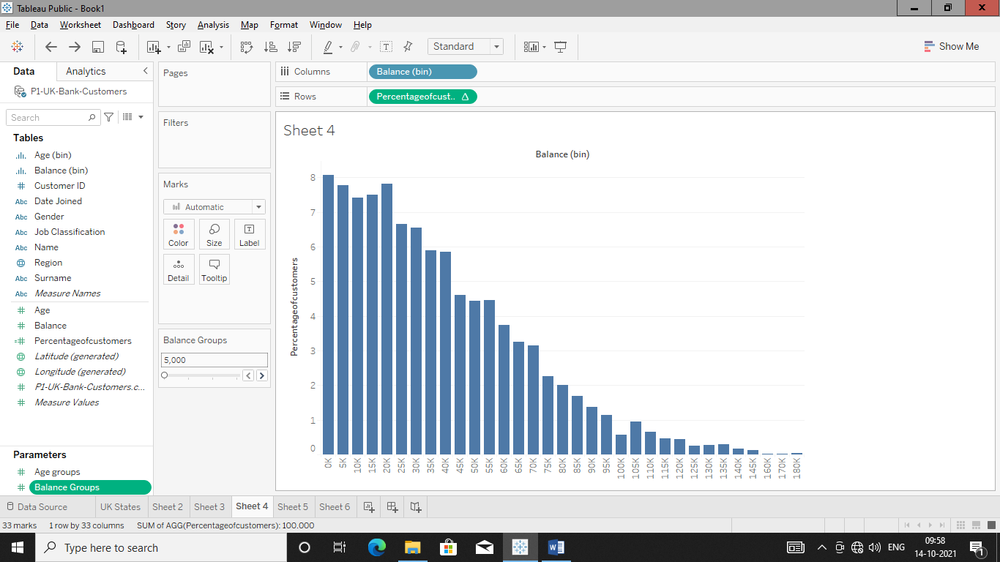 Tableau Public - Book1
File Data Worksheet Dashboard Story Analysis Map Format Window Help
Standard
Show Me
Data Analytics
P1-UK-Bank-Customers
Search
Tables
Age (bin)
Balance (bin)
Customer ID
Abc Date Joined
Abc Gender
Abc Job Classification
Abc Name
Region
Abc Surname
Abc Measure Names
Age
Balance
Percentageofcustomers
Latitude (generated)
Longitude (generated)
P1-UK-Bank-Customers.c...
Measure Values
Parameters
Age groups
Balance Groups
Pages
Filters
Marks
Automatic
Color Size Label
Detail Tooltip
Balance Groups
5,000
Columns Balance (bin)
Rows Percentageofcust.. Δ
Sheet 4
Balance (bin)
Percentageofcustomers
8
7
6
5
4
3
2
1
0
0K 5K 10K 15K 20K 25K 30K 35K 40K 45K 50K 55K 60K 65K 70K 75K 80K 85K 90K 95K 100K 105K 110K 115K 120K 125K 130K 135K 140K 145K 160K 170K 180K
Data Source UK States Sheet 2 Sheet 3 Sheet 4 Sheet 5 Sheet 6
33 marks 1 row by 33 columns SUM of AGG(Percentageofcustomers): 100.000
Type here to search
ENG
09:58
14-10-2021
1